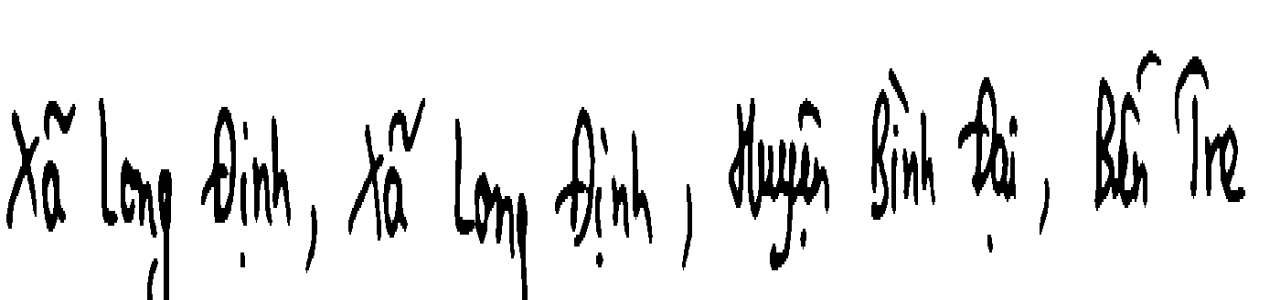 Xã Long Định, Xã Long Định, Huyện Bình Đại, Bến Tre